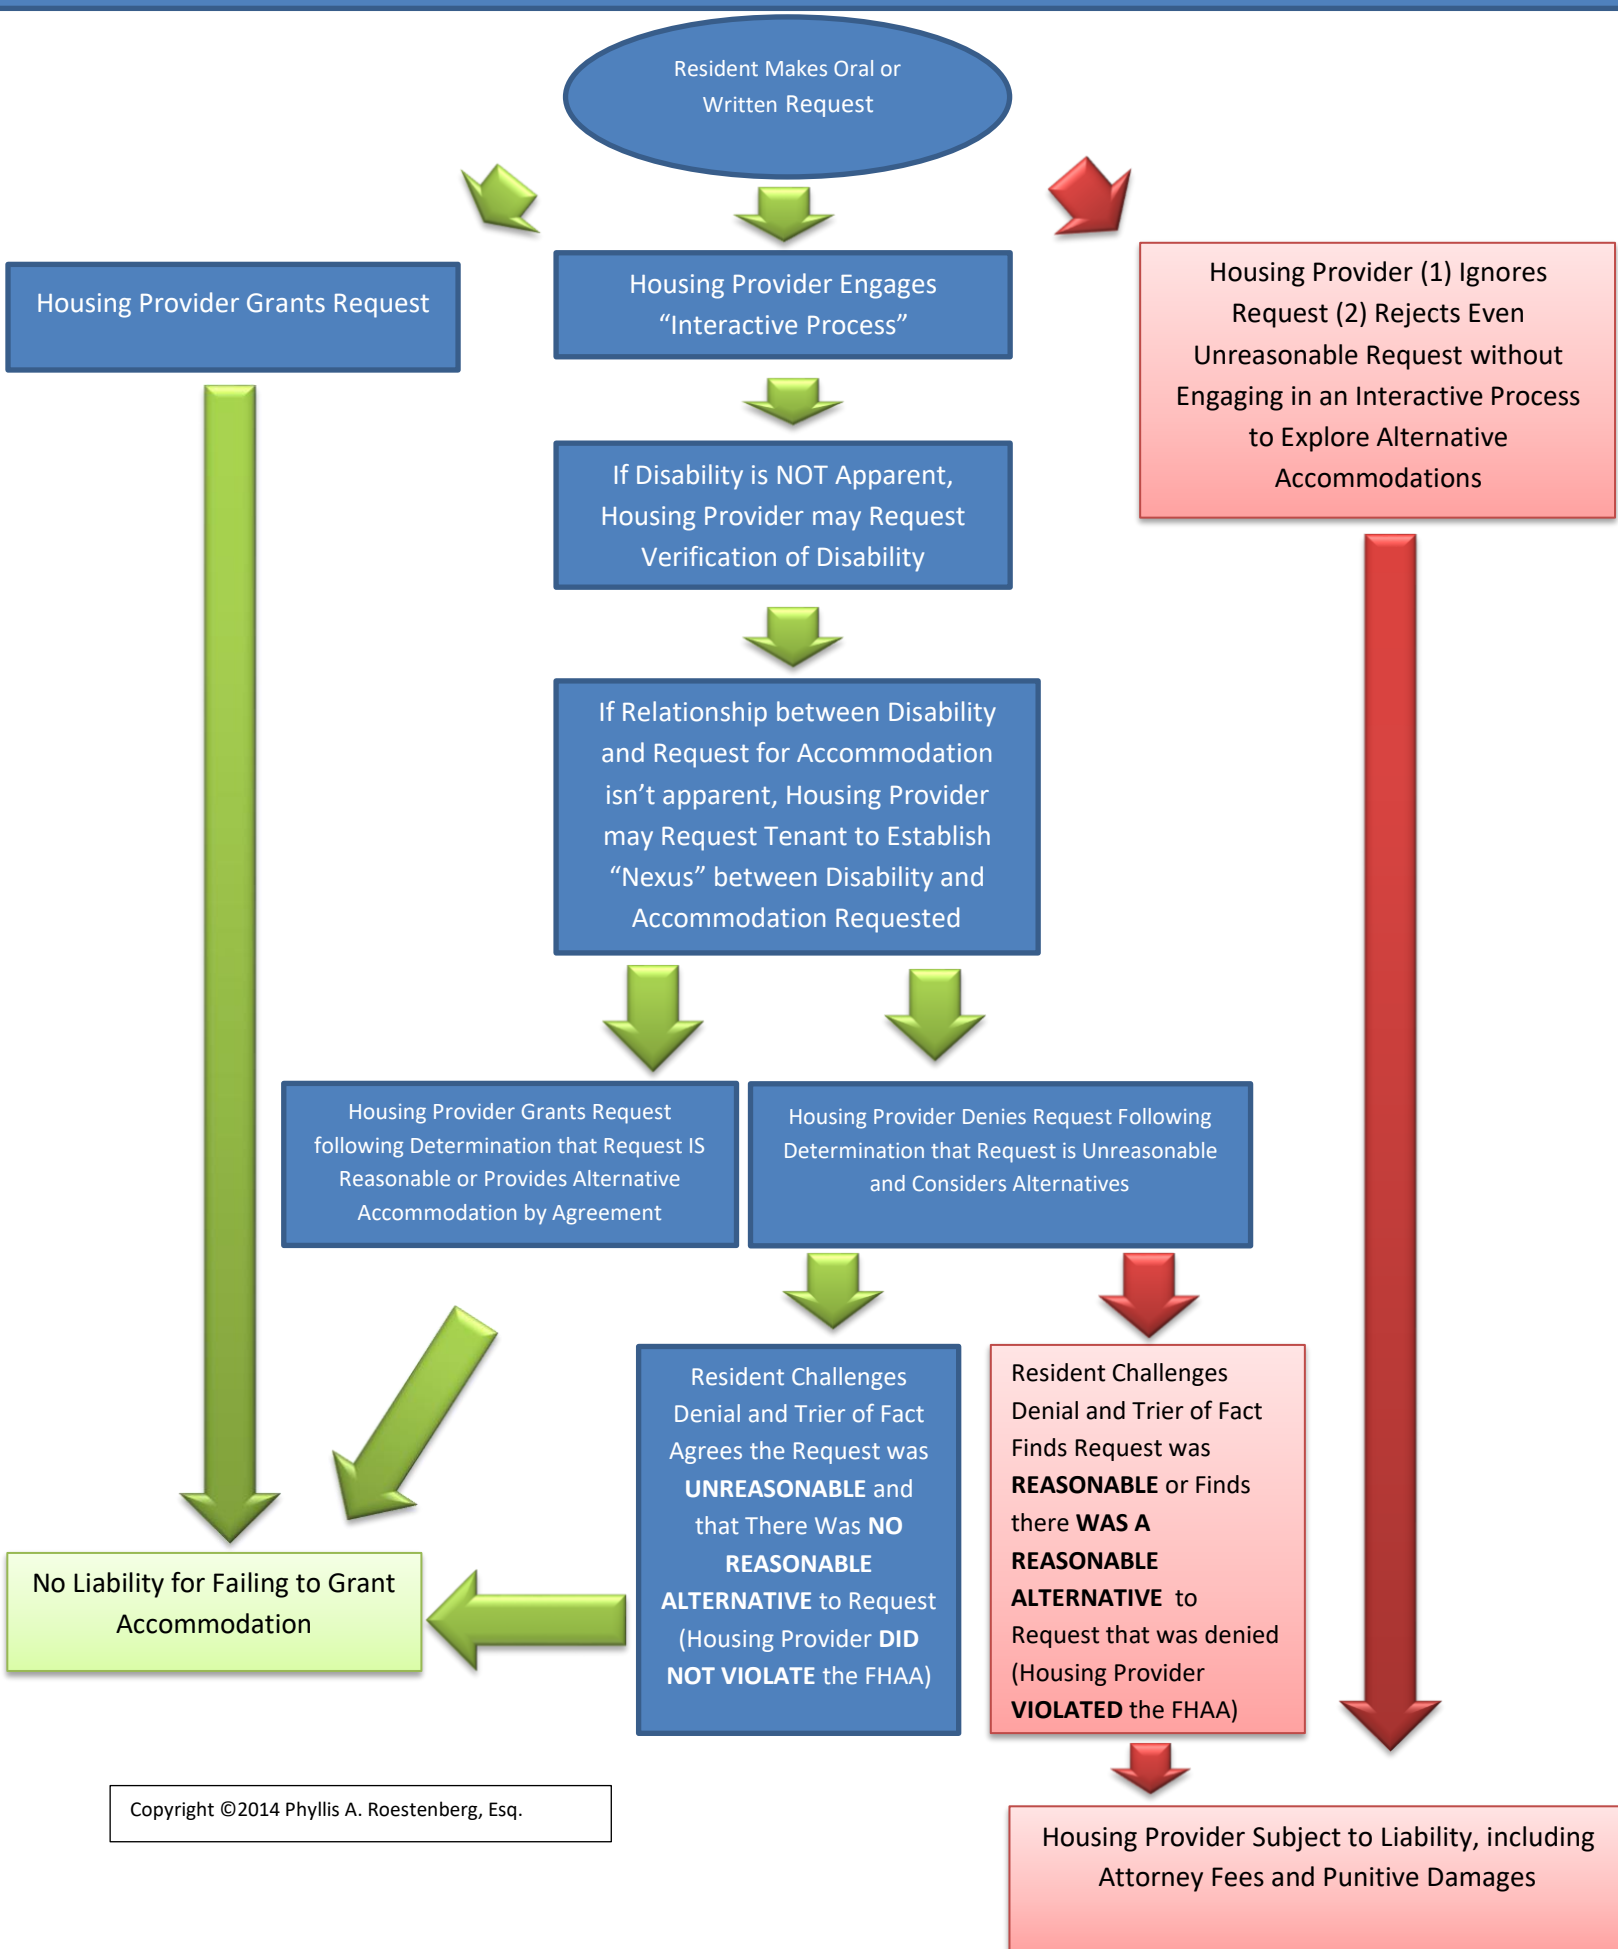 Resident Makes Oral or
Written Request
Housing Provider Grants Request
Housing Provider Engages
“Interactive Process”
Housing Provider (1) Ignores
Request (2) Rejects Even
Unreasonable Request without
Engaging in an Interactive Process
to Explore Alternative
Accommodations
If Disability is NOT Apparent,
Housing Provider may Request
Verification of Disability
If Relationship between Disability
and Request for Accommodation
isn’t apparent, Housing Provider
may Request Tenant to Establish
“Nexus” between Disability and
Accommodation Requested
Housing Provider Grants Request
following Determination that Request IS
Reasonable or Provides Alternative
Accommodation by Agreement
Housing Provider Denies Request Following
Determination that Request is Unreasonable
and Considers Alternatives
Resident Challenges
Denial and Trier of Fact
Agrees the Request was
UNREASONABLE and
that There Was NO
REASONABLE
ALTERNATIVE to Request
(Housing Provider DID
NOT VIOLATE the FHAA)
Resident Challenges
Denial and Trier of Fact
Finds Request was
REASONABLE or Finds
there WAS A
REASONABLE
ALTERNATIVE to
Request that was denied
(Housing Provider
VIOLATED the FHAA)
No Liability for Failing to Grant
Accommodation
Copyright ©2014 Phyllis A. Roestenberg, Esq.
Housing Provider Subject to Liability, including
Attorney Fees and Punitive Damages